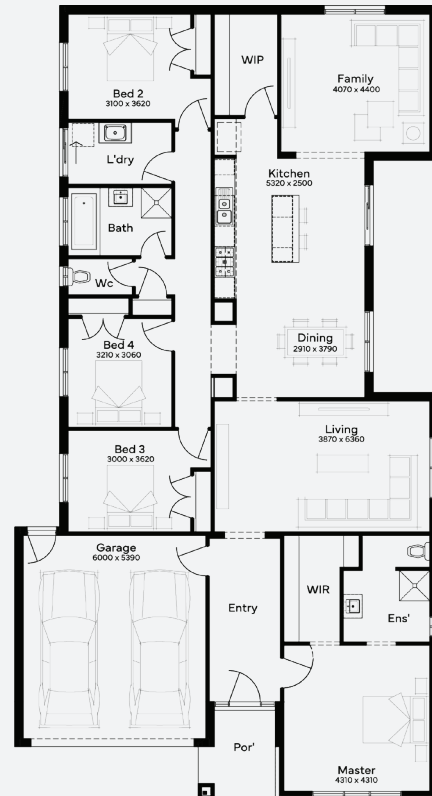 WIP
Family
4070 x 4400
Bed 2
3100 x 3620
L'dry
Kitchen
5320 x 2500
Bath
Wc
Bed 4
3210 x 3060
Dining
2910 x 3790
Living
3870 x 6360
Bed 3
3000 x 3620
Garage
6000 x 5390
Entry
WIR
Ens'
Por'
Master
4310 x 4310